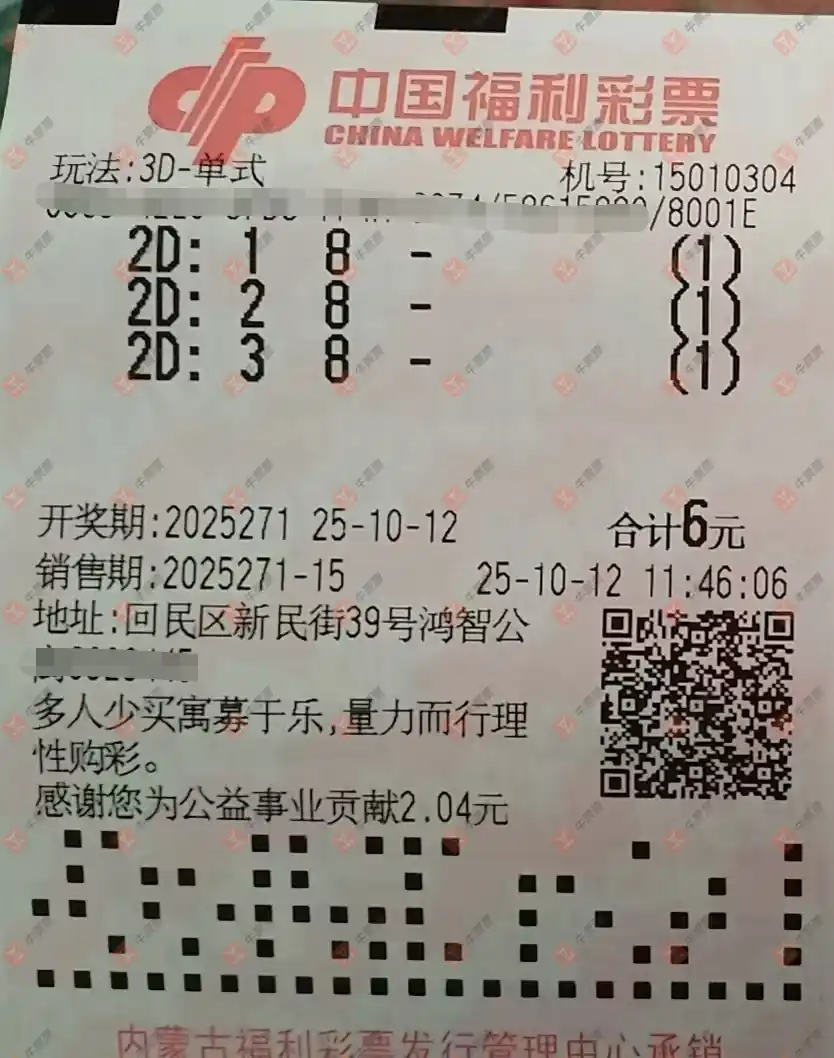 中国福利彩票
CHINA WELFARE LOTTERY
玩法:3D-单式 机号:15010304
/8001E
2D: 1 8 - (1)
2D: 2 8 - (1)
2D: 3 8 - (1)
开奖期:2025271 25-10-12 合计6元
销售期:2025271-15 25-10-12 11:46:06
地址:回民区新民街39号鸿智公
多人少买寓募于乐,量力而行理
性购彩。
感谢您为公益事业贡献2.04元
内蒙古福利彩票发行管理中心承销